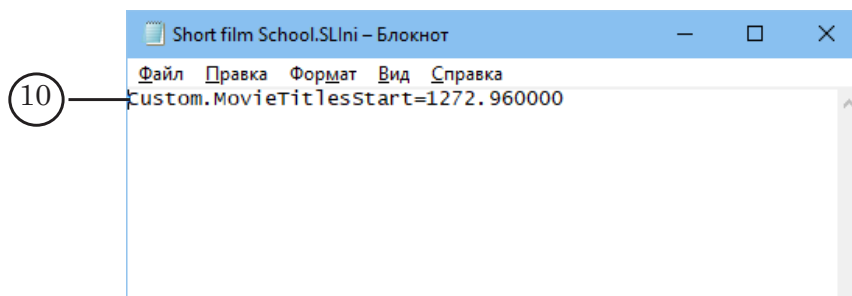 Short film School.SLIni – Блокнот
Файл Правка Формат Вид Справка
10
Custom.MovieTitlesStart=1272.960000